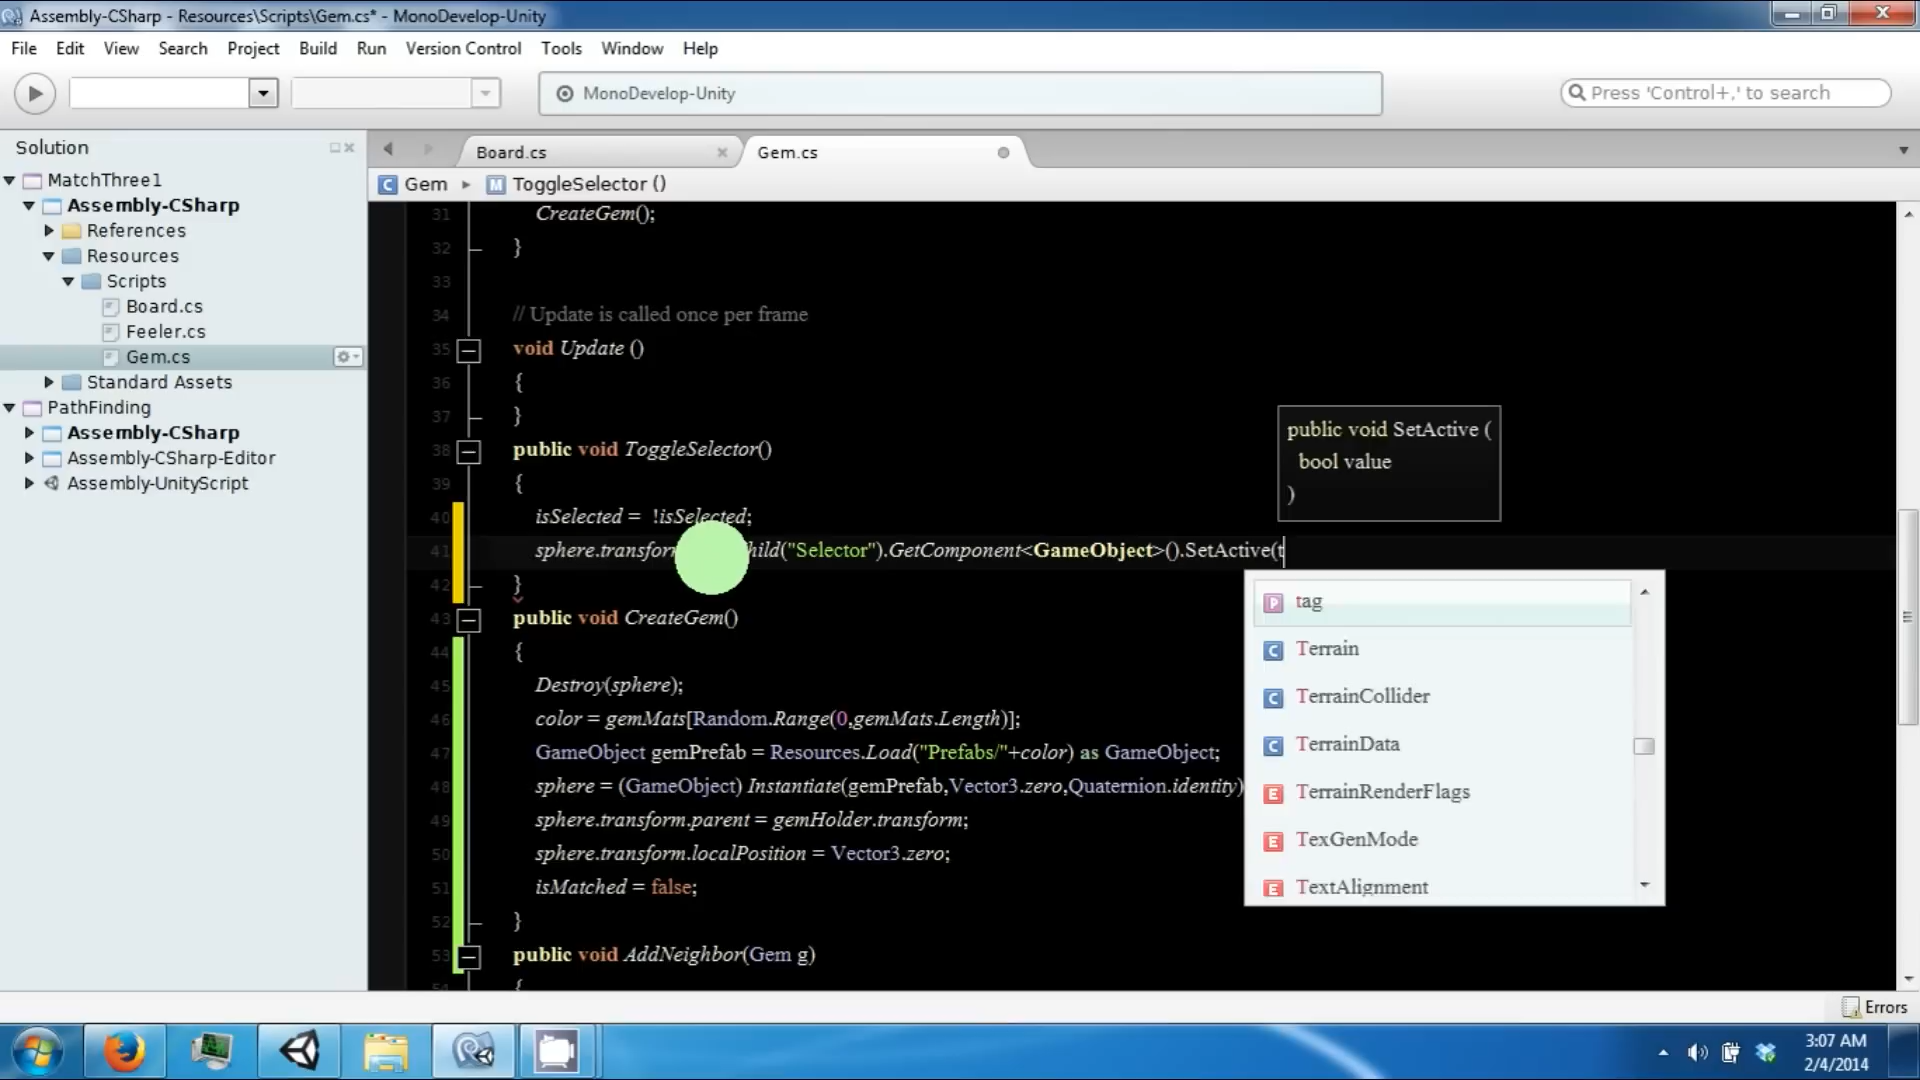 Assembly-CSharp - Resources\Scripts\Gem.cs* - MonoDevelop-Unity
File Edit View Search Project Build Run Version Control Tools Window Help
MonoDevelop-Unity
Press 'Control+,' to search
Solution
MatchThree1
Assembly-CSharp
References
Resources
Scripts
Board.cs
Feeler.cs
Gem.cs
Standard Assets
PathFinding
Assembly-CSharp
Assembly-CSharp-Editor
Assembly-UnityScript
Board.cs
Gem.cs
Gem
ToggleSelector ()
31 CreateGem();
32 }
33
34 // Update is called once per frame
35 void Update ()
36 {
37 }
38 public void ToggleSelector()
39 {
40 isSelected = !isSelected;
41 sphere.transfor hild("Selector").GetComponent<GameObject>().SetActive(t
42 }
43 public void CreateGem()
44 {
45 Destroy(sphere);
46 color = gemMats[Random.Range(0,gemMats.Length)];
47 GameObject gemPrefab = Resources.Load("Prefabs/"+color) as GameObject;
48 sphere = (GameObject) Instantiate(gemPrefab,Vector3.zero,Quaternion.identity)
49 sphere.transform.parent = gemHolder.transform;
50 sphere.transform.localPosition = Vector3.zero;
51 isMatched = false;
52 }
53 public void AddNeighbor(Gem g)
54 {
public void SetActive (
bool value
)
tag
Terrain
TerrainCollider
TerrainData
TerrainRenderFlags
TexGenMode
TextAlignment
Errors
3:07 AM
2/4/2014